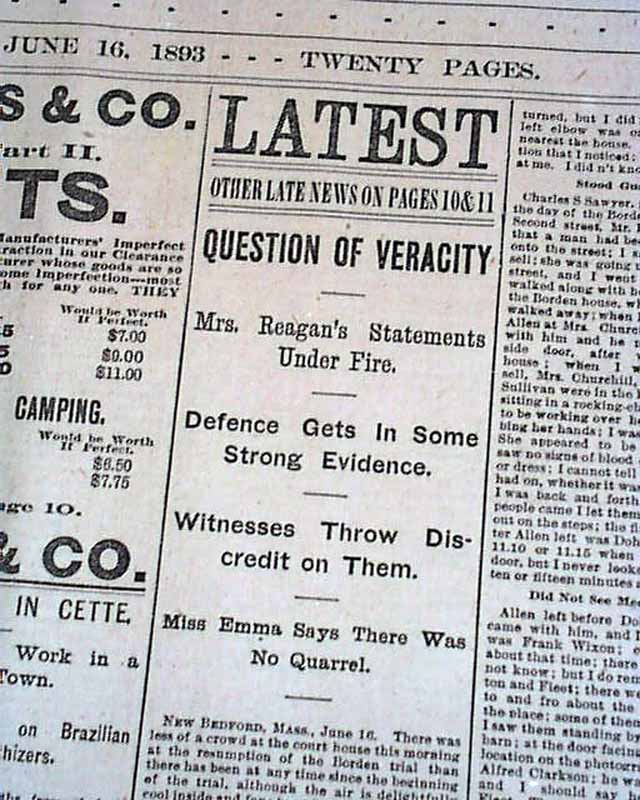 JUNE 16, 1893 - - - TWENTY PAGES.
S & CO.
art II.
TS.
Manufacturers' Imperfect
raction in our Clearance
urer whose goods are so
ome Imperfection—most
h for any one. THEY
Would be Worth
If Perfect.
5 $7.00
5 $9.00
0 $11.00
CAMPING.
Would be Worth
If Perfect.
$6.50
$7.75
age 10.
& CO.
IN CETTE.
Work in a
Town.
on Brazilian
hizers.
LATEST
OTHER LATE NEWS ON PAGES 10 & 11
QUESTION OF VERACITY
Mrs. Reagan's Statements
Under Fire.
Defence Gets In Some
Strong Evidence.
Witnesses Throw Dis-
credit on Them.
Miss Emma Says There Was
No Quarrel.
NEW BEDFORD, MASS., June 16. There was
less of a crowd at the court house this morning
at the resumption of the Borden trial than
there has been at any time since the beginning
of the trial, although the air is delightfully
cool inside and
turned, but I did
left elbow was
nearest the house.
tion that I noticed;
at me. I didn't
Stood
Charles S Sawyer,
the day of the
Second street, Mr.
that a man had
onto the street; I
sell; she was going
street, and I went
walked along with
the Borden house,
walked away; when
Allen at Mrs.
with him and he
side door, after
house; when I
sell, Mrs. Churchill,
Sullivan were in the
sitting in a
to be working over
bing her hands; I was
She appeared to be
saw no signs of blood
or dress; I cannot tell
had on, whether it was
I was back and forth
people came I let them
out on the steps; the
ter Allen left was
11.10 or 11.15 when
door, but I never
ten or fifteen minutes
Did Not See
Allen left before
came with him, and I
was Frank Wixon;
about that time; there
not know; but I do
ton and Fleet; there
to and fro about the
the place; some of
I saw them standing by
barn; at the door
location on the
Alfred Clarkson; he
and I should say